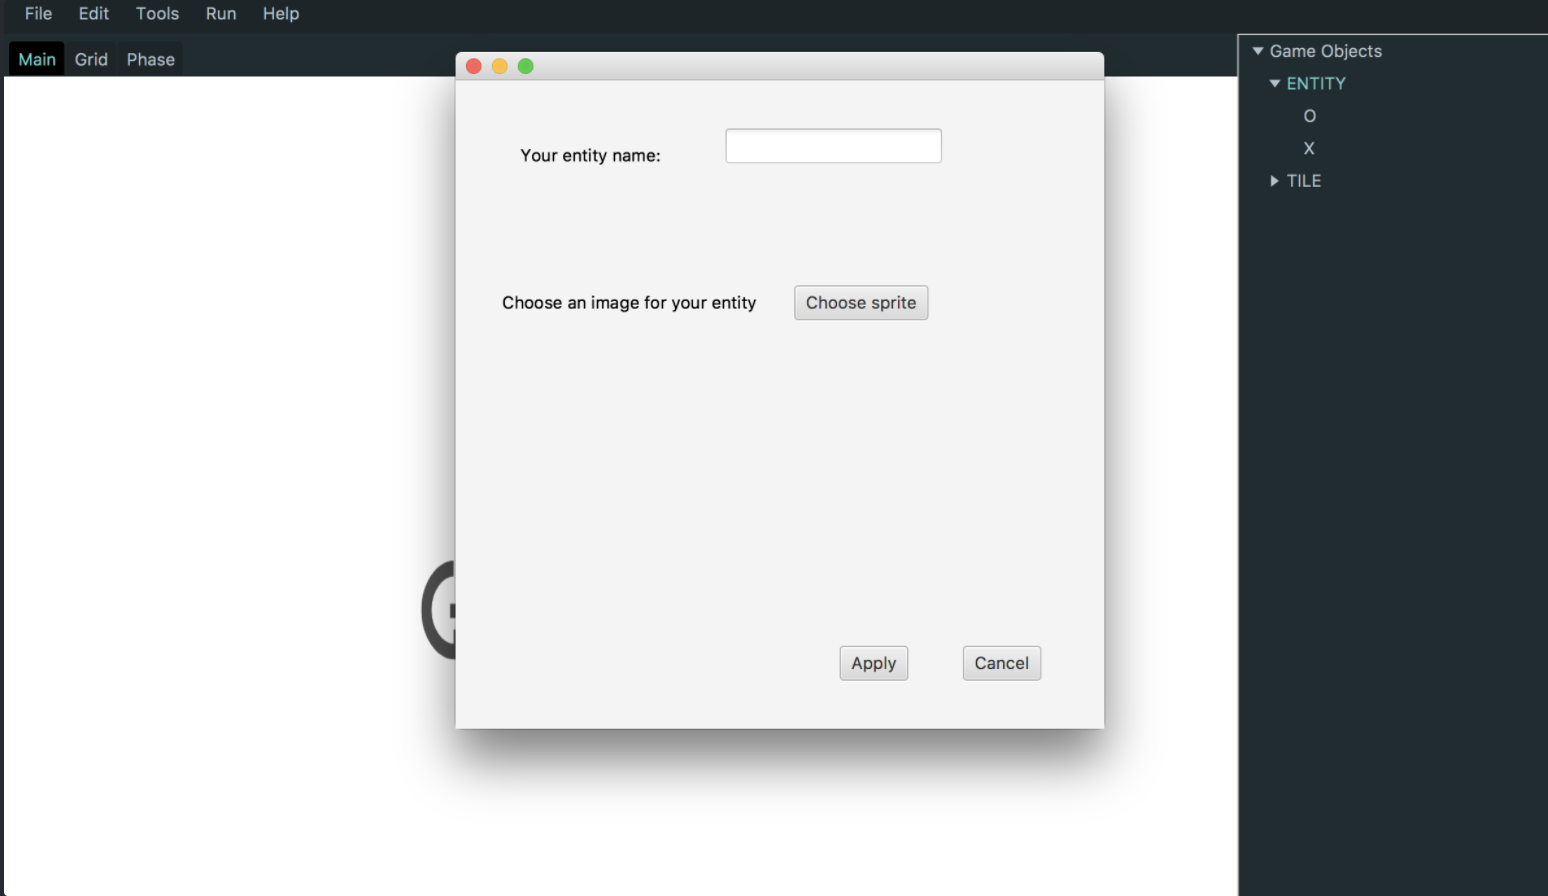 File Edit Tools Run Help
Main Grid Phase
Game Objects
ENTITY
O
X
TILE
Your entity name:
Choose an image for your entity
Choose sprite
Apply Cancel